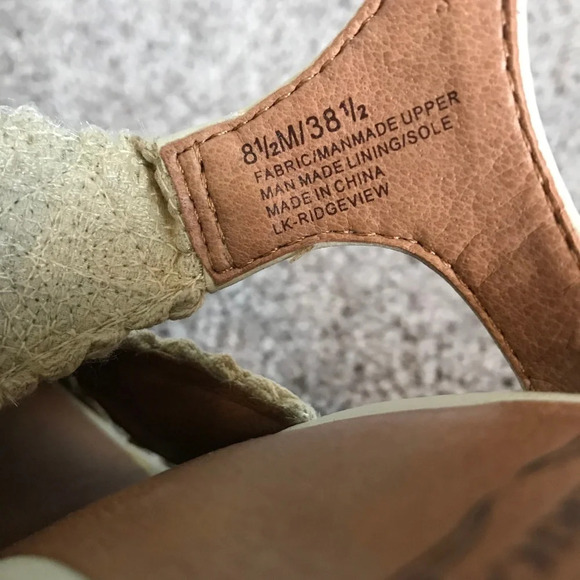 8½M/38½
FABRIC/MANMADE UPPER
MAN MADE LINING/SOLE
MADE IN CHINA
LK-RIDGEVIEW